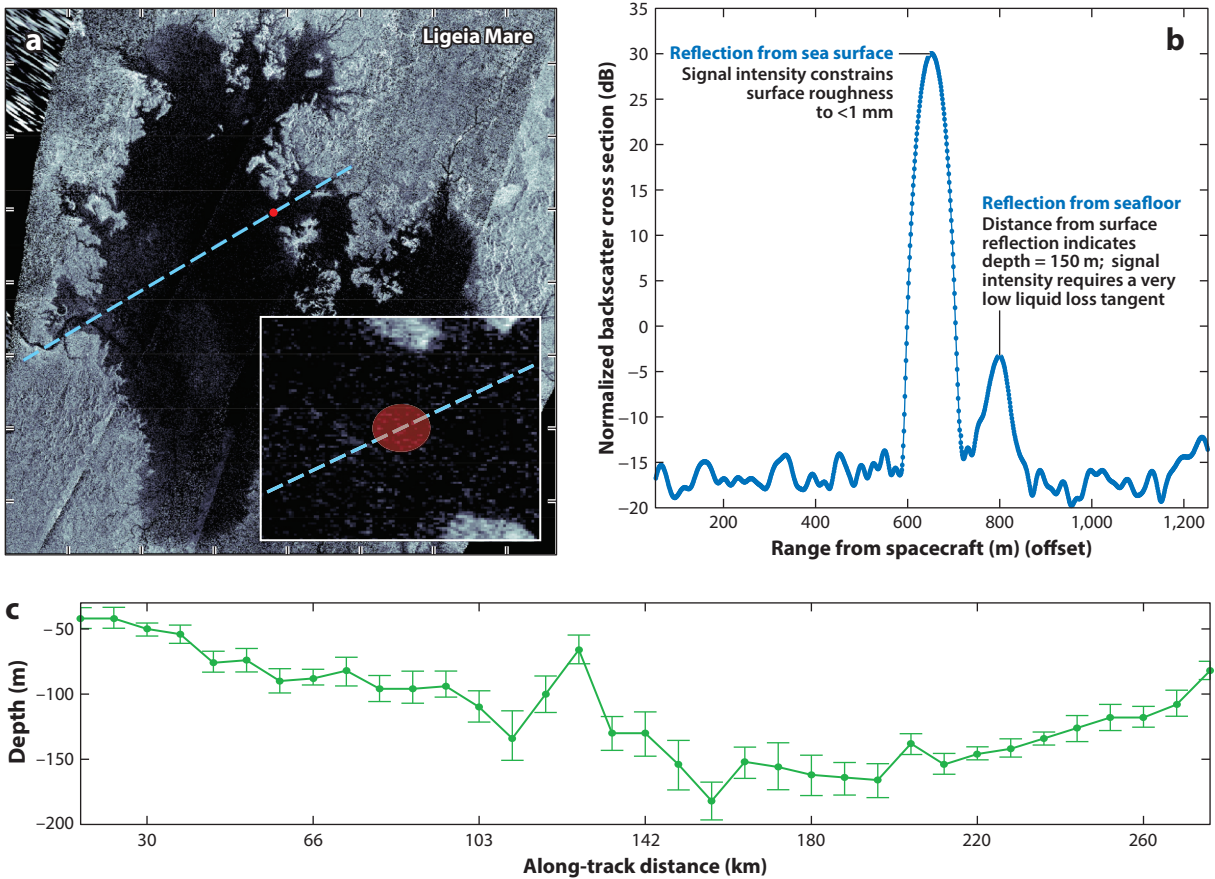 a
Ligeia Mare
b
Normalized backscatter cross section (dB)
35
30
25
20
15
10
5
0
−5
−10
−15
−20
Reflection from sea surface
Signal intensity constrains
surface roughness
to <1 mm
Reflection from seafloor
Distance from surface
reflection indicates
depth = 150 m; signal
intensity requires a very
low liquid loss tangent
200
400
600
800
1,000
1,200
Range from spacecraft (m) (offset)
c
Depth (m)
−50
−100
−150
−200
30
66
103
142
180
220
260
Along-track distance (km)